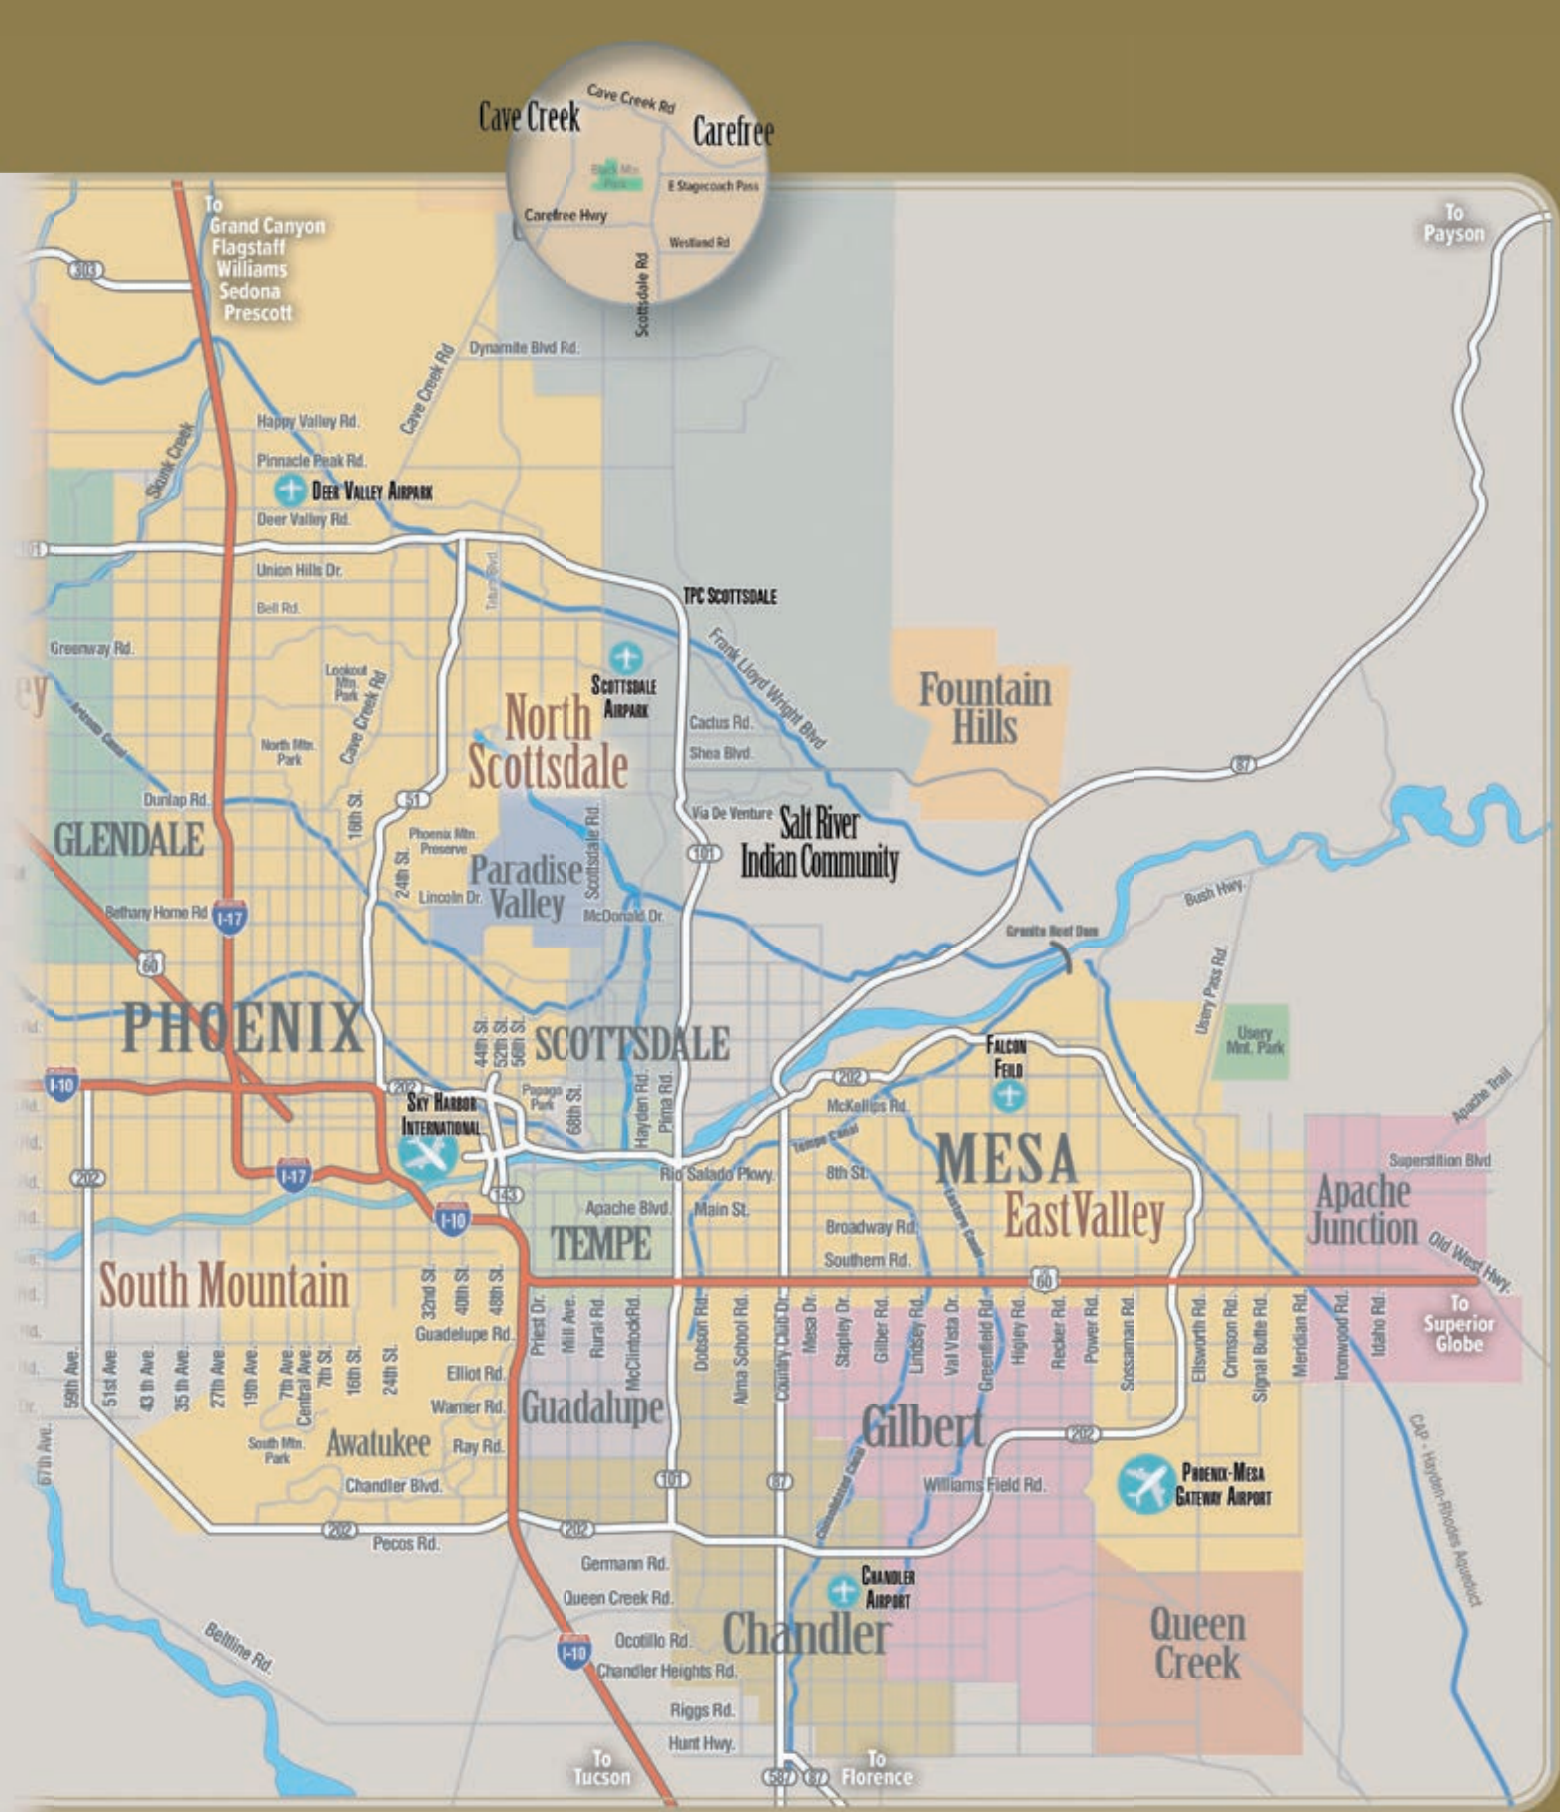 Cave Creek
Cave Creek Rd
Carefree
Black Mtn.
Park
E Stagecoach Pass
Carefree Hwy
Westland Rd
Scottsdale Rd
To
Grand Canyon
Flagstaff
Williams
Sedona
Prescott
To
Payson
303
Dynamite Blvd Rd.
Cave Creek Rd
Happy Valley Rd.
Skunk Creek
Pinnacle Peak Rd.
DEER VALLEY AIRPARK
Deer Valley Rd.
101
Union Hills Dr.
Tatum Blvd
Bell Rd.
TPC SCOTTSDALE
Greenway Rd.
Lookout
Mtn.
Park
Cave Creek Rd
SCOTTSDALE
AIRPARK
Frank Lloyd Wright Blvd
Fountain
Hills
ey
Arizona Canal
North
Scottsdale
Cactus Rd.
North Mtn.
Park
Shea Blvd.
87
Dunlap Rd.
51
16th St.
Via De Venture
Salt River
Indian Community
GLENDALE
Phoenix Mtn.
Preserve
Scottsdale Rd.
101
24th St.
Paradise
Valley
Lincoln Dr.
Bush Hwy.
Bethany Home Rd
I-17
McDonald Dr.
Granite Reef Dam
60
Usery Pass Rd.
PHOENIX
44th St.
52nd St.
56th St.
SCOTTSDALE
Usery
Mnt. Park
FALCON
FEILD
I-10
202
202
Papago
Park
68th St.
Hayden Rd.
Pima Rd.
Apache Trail
SKY HARBOR
INTERNATIONAL
McKellips Rd.
Tempe Canal
MESA
202
Rio Salado Pkwy.
8th St.
Superstition Blvd
I-17
143
Apache
Junction
Apache Blvd.
Main St.
Eastern Canal
East Valley
I-10
Broadway Rd.
TEMPE
Southern Rd.
Old West Hwy.
South Mountain
60
32nd St.
40th St.
48th St.
To
Superior
Globe
Guadelupe Rd.
Priest Dr.
Mill Ave.
Rural Rd.
McClintock Rd.
Dobson Rd.
Alma School Rd.
Country Club Dr.
Mesa Dr.
Stapley Dr.
Gilber Rd.
Lindsey Rd.
Val Vista Dr.
Greenfield Rd
Higley Rd.
Recker Rd.
Power Rd.
Sossaman Rd.
Ellsworth Rd.
Crimson Rd.
Signal Butte Rd.
Meridian Rd.
Ironwood Rd.
Idaho Rd.
59th Ave.
51st Ave.
43 th Ave.
35 th Ave.
27th Ave.
19th Ave.
7th Ave.
Central Ave.
7th St.
16th St.
24th St.
Elliot Rd.
Warner Rd.
Guadalupe
Gilbert
67th Ave.
South Mtn.
Park
Awatukee
Ray Rd.
202
Chandler Blvd.
101
87
Consolidated Canal
Williams Field Rd.
PHOENIX-MESA
GATEWAY AIRPORT
CAP - Hayden-Rhodes Aqueduct
202
202
Pecos Rd.
Germann Rd.
CHANDLER
AIRPORT
Queen Creek Rd.
Beltline Rd.
Chandler
Queen
Creek
Ocotillo Rd.
I-10
Chandler Heights Rd.
Riggs Rd.
Hunt Hwy.
To
Tucson
587
87
To
Florence